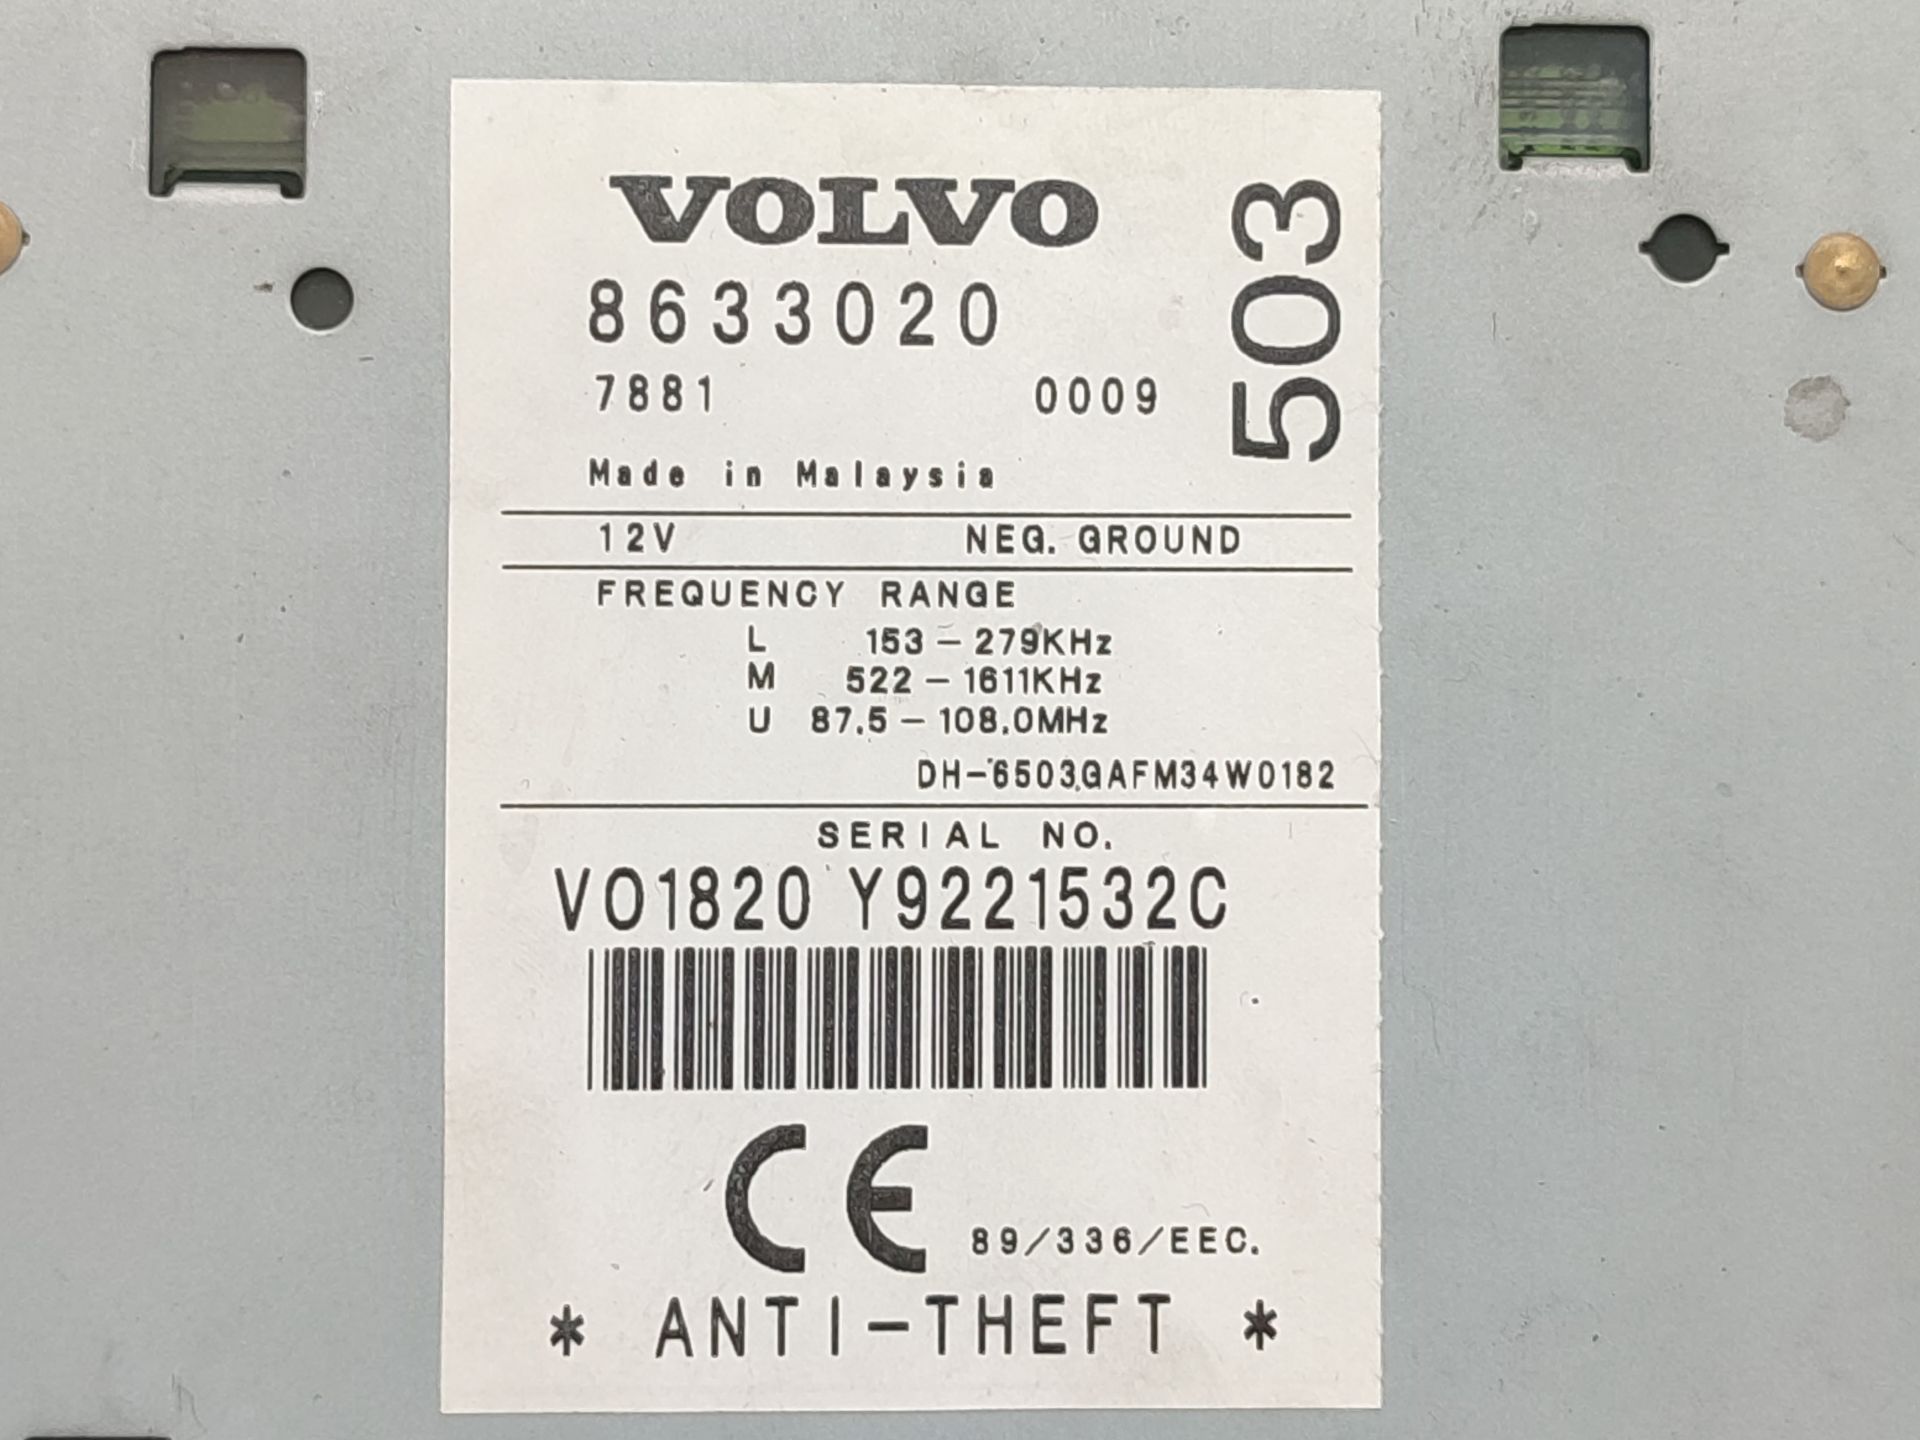 VOLVO
503
8633020
7881 0009
Made in Malaysia
12V NEG. GROUND
FREQUENCY RANGE
L 153-279KHz
M 522-1611KHz
U 87.5-108.0MHz
DH-6503GAFM34W0182
SERIAL NO.
VO1820 Y9221532C
CE 89/336/EEC.
* ANTI-THEFT *